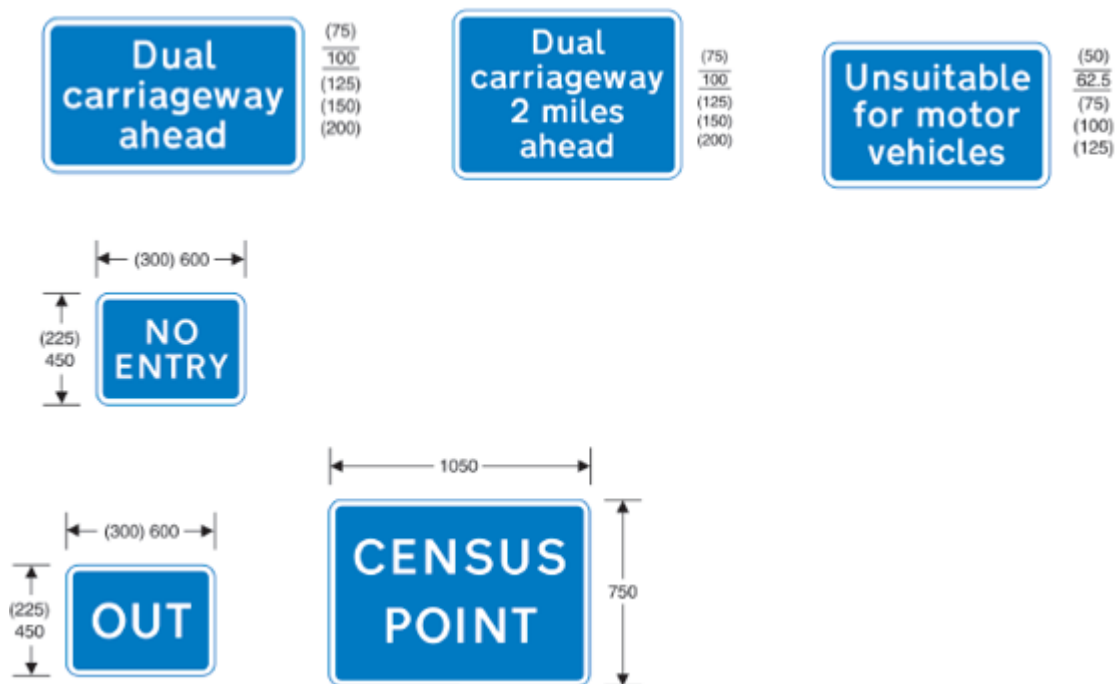 Dual
carriageway
ahead
(75)
100
(125)
(150)
(200)
Dual
carriageway
2 miles
ahead
(75)
100
(125)
(150)
(200)
Unsuitable
for motor
vehicles
(50)
62.5
(75)
(100)
(125)
(300) 600
(225)
450
NO
ENTRY
(300) 600
(225)
450
OUT
1050
CENSUS
POINT
750